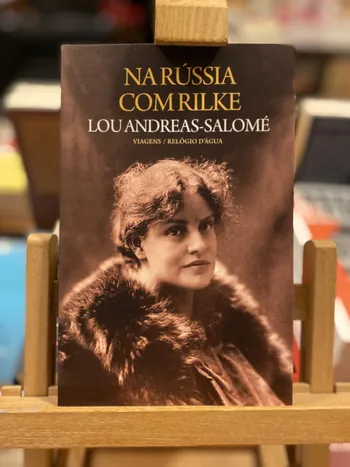 NA RÚSSIA
COM RILKE
LOU ANDREAS-SALOMÉ
VIAGENS / RELÓGIO D'ÁGUA